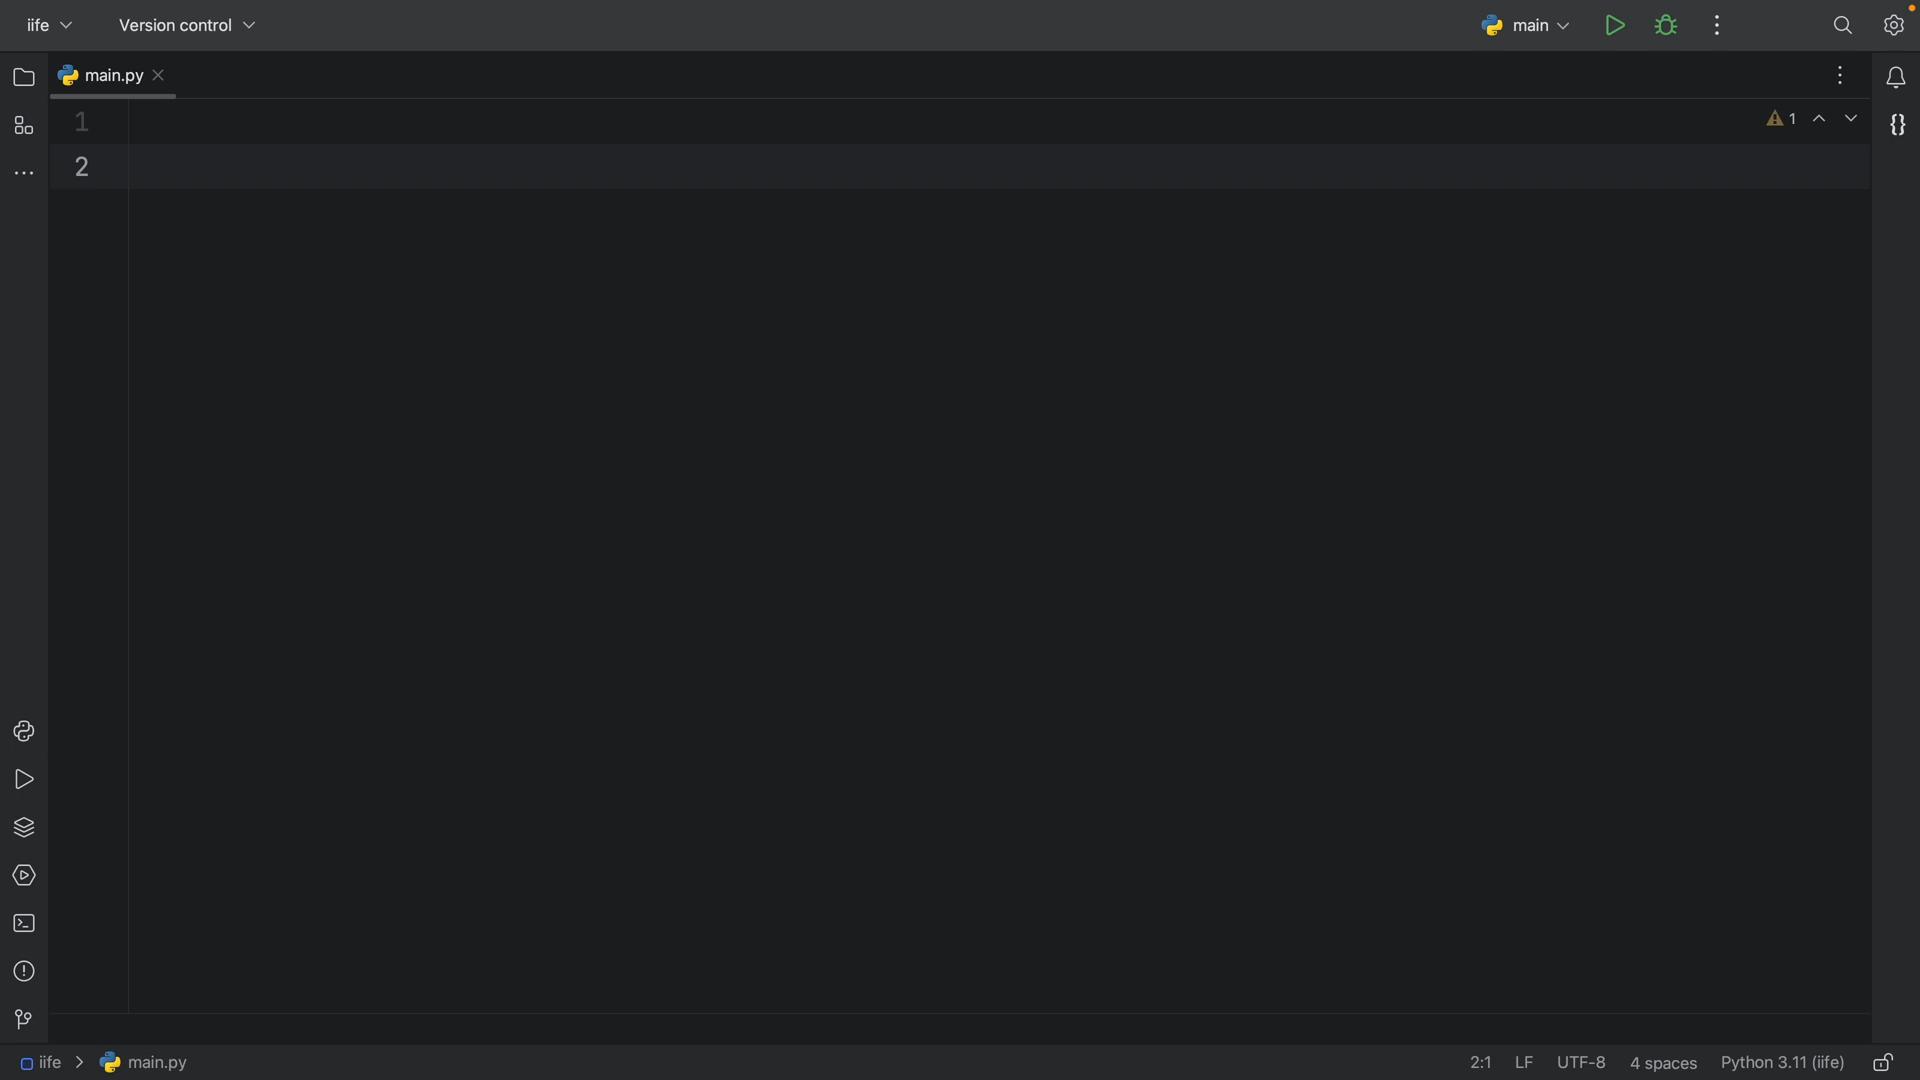 iife
Version control
main
main.py
1
1
2
iife
main.py
2:1
LF
UTF-8
4 spaces
Python 3.11 (iife)